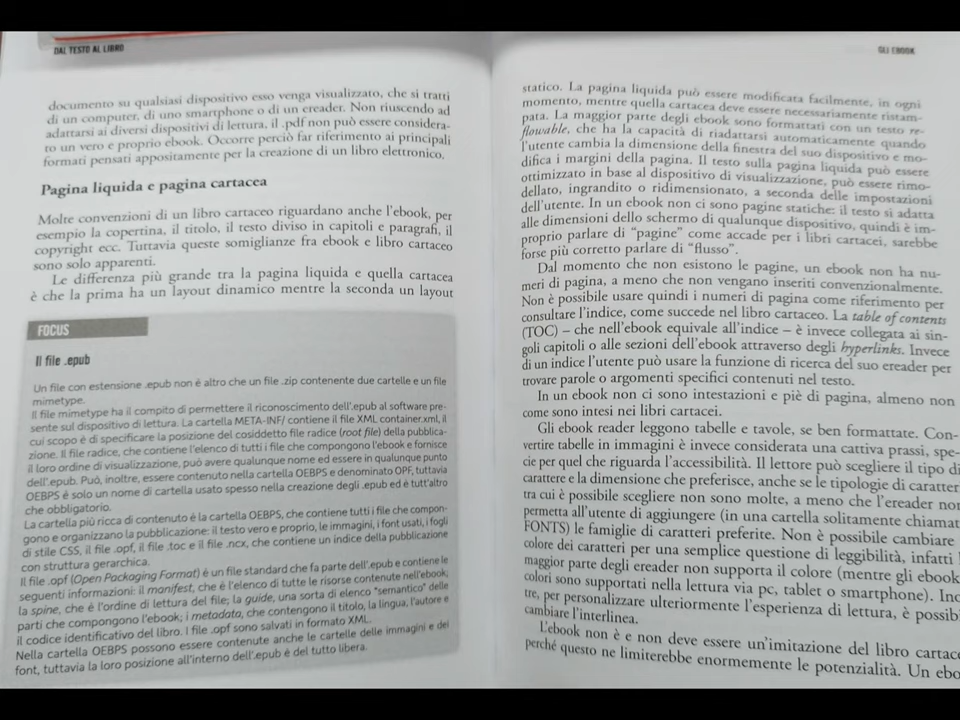 DAL TESTO AL LIBRO
documento su qualsiasi dispositivo esso venga visualizzato, che si tratti
di un computer, di uno smartphone o di un ereader. Non riuscendo ad
adattarsi ai diversi dispositivi di lettura, il .pdf non può essere considera-
to un vero e proprio ebook. Occorre perciò far riferimento ai principali
formati pensati appositamente per la creazione di un libro elettronico.
Pagina liquida e pagina cartacea
Molte convenzioni di un libro cartaceo riguardano anche l'ebook, per
esempio la copertina, il titolo, il testo diviso in capitoli e paragrafi, il
copyright ecc. Tuttavia queste somiglianze fra ebook e libro cartaceo
sono solo apparenti.
Le differenza più grande tra la pagina liquida e quella cartacea
è che la prima ha un layout dinamico mentre la seconda un layout
FOCUS
Il file .epub
Un file con estensione .epub non è altro che un file .zip contenente due cartelle e un file
mimetype.
Il file mimetype ha il compito di permettere il riconoscimento dell'.epub al software pre-
sente sul dispositivo di lettura. La cartella META-INF/ contiene il file XML container.xml, il
cui scopo è di specificare la posizione del cosiddetto file radice (root file) della pubblica-
zione. Il file radice, che contiene l'elenco di tutti i file che compongono l'ebook e fornisce
il loro ordine di visualizzazione, può avere qualunque nome ed essere in qualunque punto
dell'.epub. Può, inoltre, essere contenuto nella cartella OEBPS e denominato OPF, tuttavia
OEBPS è solo un nome di cartella usato spesso nella creazione degli .epub ed è tutt'altro
che obbligatorio.
La cartella più ricca di contenuto è la cartella OEBPS, che contiene tutti i file che compon-
gono e organizzano la pubblicazione: il testo vero e proprio, le immagini, i font usati, i fogli
di stile CSS, il file .opf, il file .toc e il file .ncx, che contiene un indice della pubblicazione
con struttura gerarchica.
Il file .opf (Open Packaging Format) è un file standard che fa parte dell'.epub e contiene le
seguenti informazioni: il manifest, che è l'elenco di tutte le risorse contenute nell'ebook;
la spine, che è l'ordine di lettura del file; la guide, una sorta di elenco "semantico" delle
parti che compongono l'ebook; i metadata, che contengono il titolo, la lingua, l'autore e
il codice identificativo del libro. I file .opf sono salvati in formato XML.
Nella cartella OEBPS possono essere contenute anche le cartelle delle immagini e dei
font, tuttavia la loro posizione all'interno dell'.epub è del tutto libera.
GLI EBOOK
statico. La pagina liquida può essere modificata facilmente, in ogni
momento, mentre quella cartacea deve essere necessariamente ristam-
pata. La maggior parte degli ebook sono formattati con un testo re-
flowable, che ha la capacità di riadattarsi automaticamente quando
l'utente cambia la dimensione della finestra del suo dispositivo e mo-
difica i margini della pagina. Il testo sulla pagina liquida può essere
ottimizzato in base al dispositivo di visualizzazione, può essere rimo-
dellato, ingrandito o ridimensionato, a seconda delle impostazioni
dell'utente. In un ebook non ci sono pagine statiche: il testo si adatta
alle dimensioni dello schermo di qualunque dispositivo, quindi è im-
proprio parlare di "pagine" come accade per i libri cartacei, sarebbe
forse più corretto parlare di "flusso".
Dal momento che non esistono le pagine, un ebook non ha nu-
meri di pagina, a meno che non vengano inseriti convenzionalmente.
Non è possibile usare quindi i numeri di pagina come riferimento per
consultare l'indice, come succede nel libro cartaceo. La table of contents
(TOC) – che nell'ebook equivale all'indice – è invece collegata ai sin-
goli capitoli o alle sezioni dell'ebook attraverso degli hyperlinks. Invece
di un indice l'utente può usare la funzione di ricerca del suo ereader per
trovare parole o argomenti specifici contenuti nel testo.
In un ebook non ci sono intestazioni e piè di pagina, almeno non
come sono intesi nei libri cartacei.
Gli ebook reader leggono tabelle e tavole, se ben formattate. Con-
vertire tabelle in immagini è invece considerata una cattiva prassi, spe-
cie per quel che riguarda l'accessibilità. Il lettore può scegliere il tipo di
carattere e la dimensione che preferisce, anche se le tipologie di caratter
tra cui è possibile scegliere non sono molte, a meno che l'ereader non
permetta all'utente di aggiungere (in una cartella solitamente chiamat
FONTS) le famiglie di caratteri preferite. Non è possibile cambiare
colore dei caratteri per una semplice questione di leggibilità, infatti l
maggior parte degli ereader non supporta il colore (mentre gli ebook
colori sono supportati nella lettura via pc, tablet o smartphone). Ino
tre, per personalizzare ulteriormente l'esperienza di lettura, è possib
cambiare l'interlinea.
L'ebook non è e non deve essere un'imitazione del libro cartace
perché questo ne limiterebbe enormemente le potenzialità. Un ebo